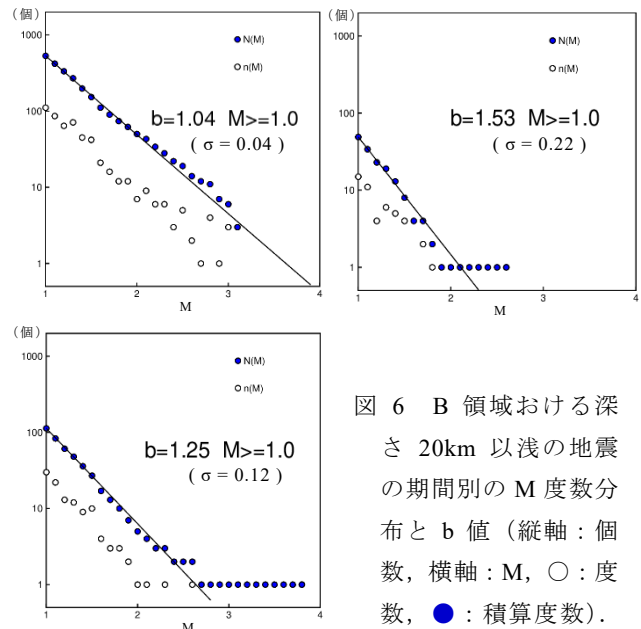 (個)
1000
100
10
1
1
2
3
4
M
N(M)
n(M)
b=1.04 M>=1.0
( σ = 0.04 )
(個)
1000
100
10
1
1
2
3
4
M
N(M)
n(M)
b=1.53 M>=1.0
( σ = 0.22 )
(個)
1000
100
10
1
1
2
3
4
M
N(M)
n(M)
b=1.25 M>=1.0
( σ = 0.12 )
図 6 B 領域おける深
さ 20km 以浅の地震
の期間別の M 度数分
布と b 値（縦軸：個
数，横軸：M，○：度
数，●：積算度数）．